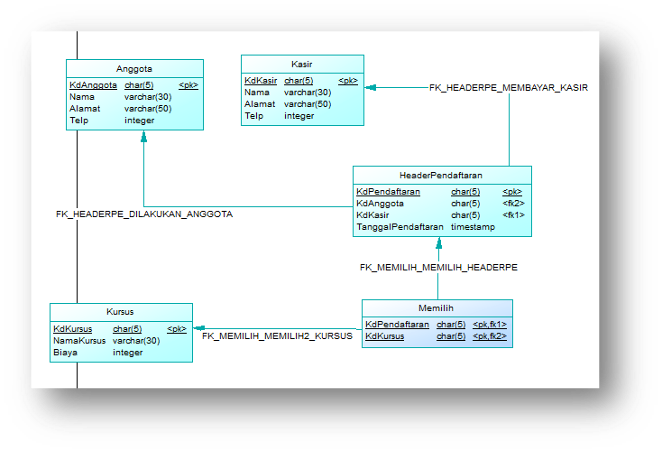 Anggota
KdAnggota char(5) <pk>
Nama varchar(30)
Alamat varchar(50)
Telp integer
Kasir
KdKasir char(5) <pk>
Nama varchar(30)
Alamat varchar(50)
Telp integer
FK_HEADERPE_MEMBAYAR_KASIR
HeaderPendaftaran
KdPendaftaran char(5) <pk>
KdAnggota char(5) <fk2>
KdKasir char(5) <fk1>
TanggalPendaftaran timestamp
FK_HEADERPE_DILAKUKAN_ANGGOTA
FK_MEMILIH_MEMILIH_HEADERPE
Kursus
KdKursus char(5) <pk>
NamaKursus varchar(30)
Biaya integer
FK_MEMILIH_MEMILIH2_KURSUS
Memilih
KdPendaftaran char(5) <pk,fk1>
KdKursus char(5) <pk,fk2>